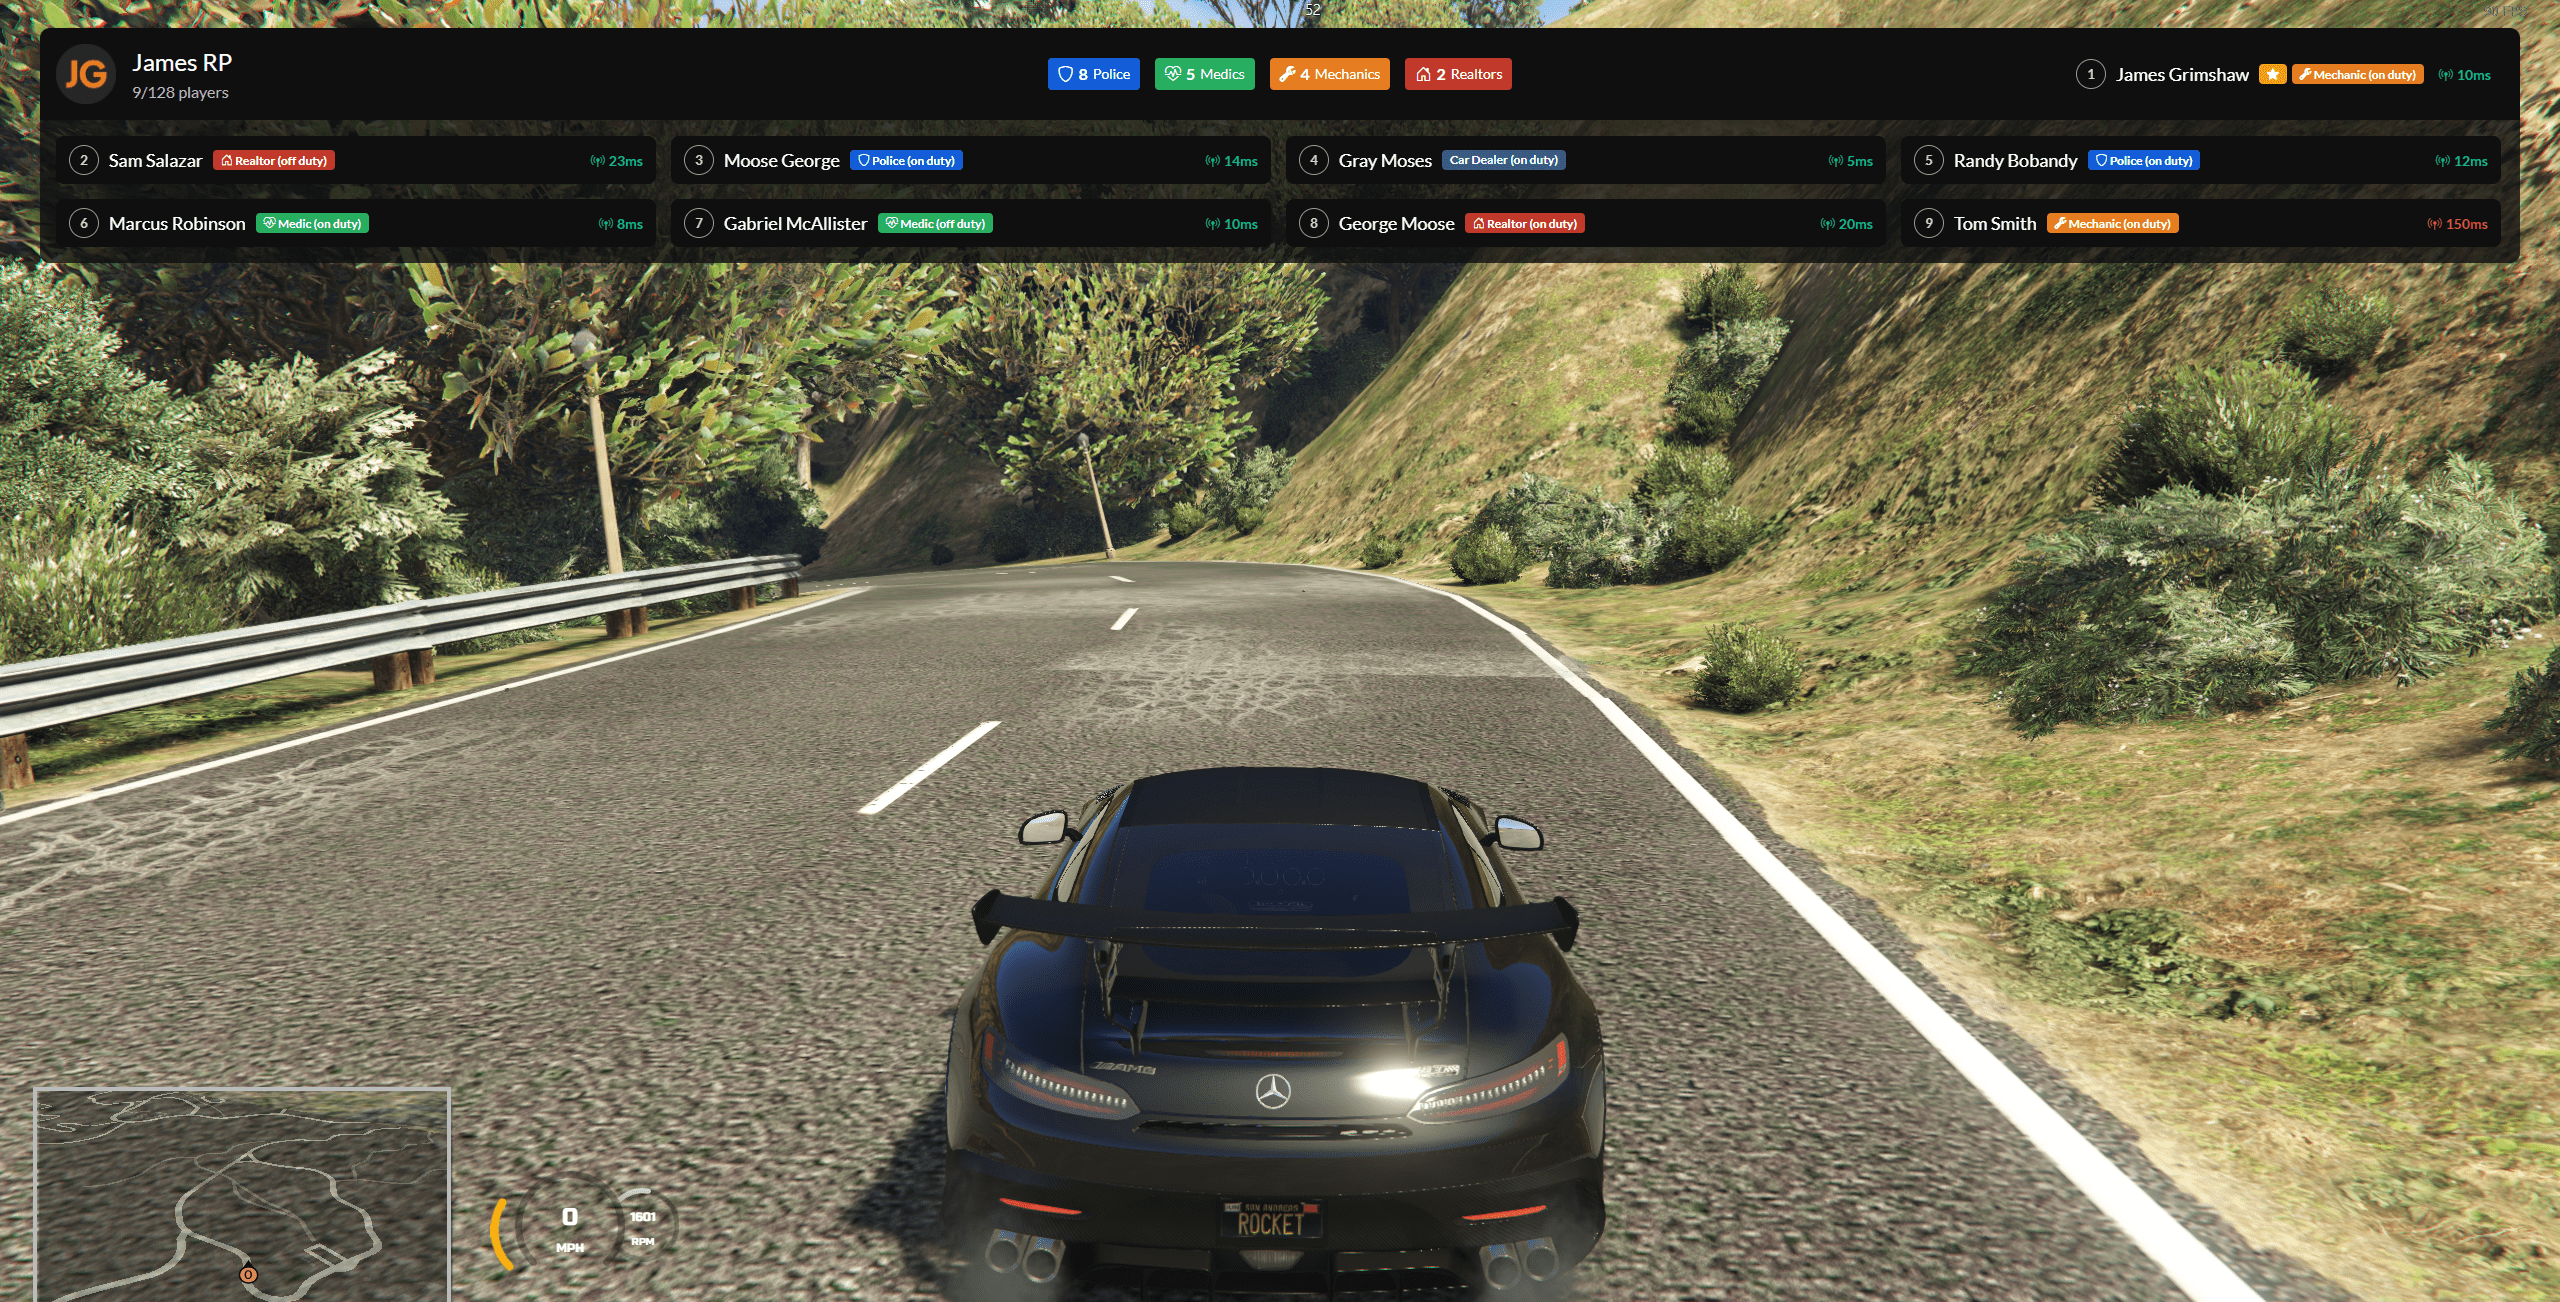 52
JG
James RP
9/128 players
8 Police
5 Medics
4 Mechanics
2 Realtors
1 James Grimshaw Mechanic (on duty) 10ms
2 Sam Salazar Realtor (off duty) 23ms
3 Moose George Police (on duty) 14ms
4 Gray Moses Car Dealer (on duty) 5ms
5 Randy Bobandy Police (on duty) 12ms
6 Marcus Robinson Medic (on duty) 8ms
7 Gabriel McAllister Medic (off duty) 10ms
8 George Moose Realtor (on duty) 20ms
9 Tom Smith Mechanic (on duty) 150ms
0
MPH
1601
RPM
0
SAN ANDREAS
ROCKET